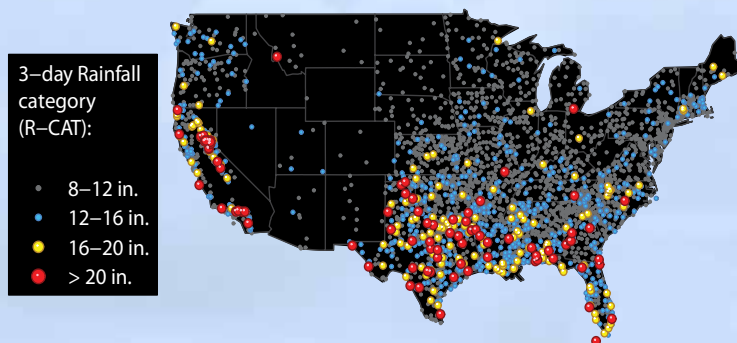 3–day Rainfall
category
(R–CAT):
8–12 in.
12–16 in.
16–20 in.
> 20 in.